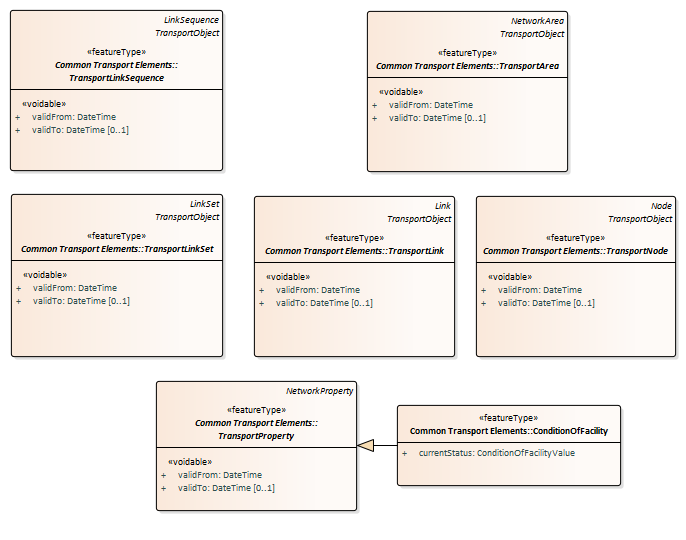 LinkSequence
TransportObject
«featureType»
Common Transport Elements::
TransportLinkSequence
«voidable»
+ validFrom: DateTime
+ validTo: DateTime [0..1]
NetworkArea
TransportObject
«featureType»
Common Transport Elements::TransportArea
«voidable»
+ validFrom: DateTime
+ validTo: DateTime [0..1]
LinkSet
TransportObject
«featureType»
Common Transport Elements::TransportLinkSet
«voidable»
+ validFrom: DateTime
+ validTo: DateTime [0..1]
Link
TransportObject
«featureType»
Common Transport Elements::TransportLink
«voidable»
+ validFrom: DateTime
+ validTo: DateTime [0..1]
Node
TransportObject
«featureType»
Common Transport Elements::TransportNode
«voidable»
+ validFrom: DateTime
+ validTo: DateTime [0..1]
NetworkProperty
«featureType»
Common Transport Elements::
TransportProperty
«voidable»
+ validFrom: DateTime
+ validTo: DateTime [0..1]
«featureType»
Common Transport Elements::ConditionOfFacility
+ currentStatus: ConditionOfFacilityValue